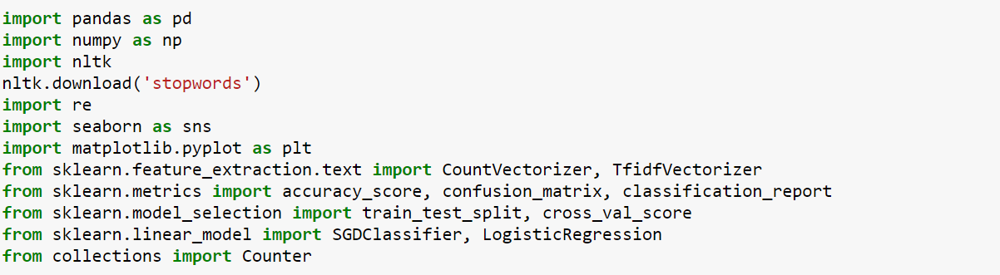 import pandas as pd
import numpy as np
import nltk
nltk.download('stopwords')
import re
import seaborn as sns
import matplotlib.pyplot as plt
from sklearn.feature_extraction.text import CountVectorizer, TfidfVectorizer
from sklearn.metrics import accuracy_score, confusion_matrix, classification_report
from sklearn.model_selection import train_test_split, cross_val_score
from sklearn.linear_model import SGDClassifier, LogisticRegression
from collections import Counter